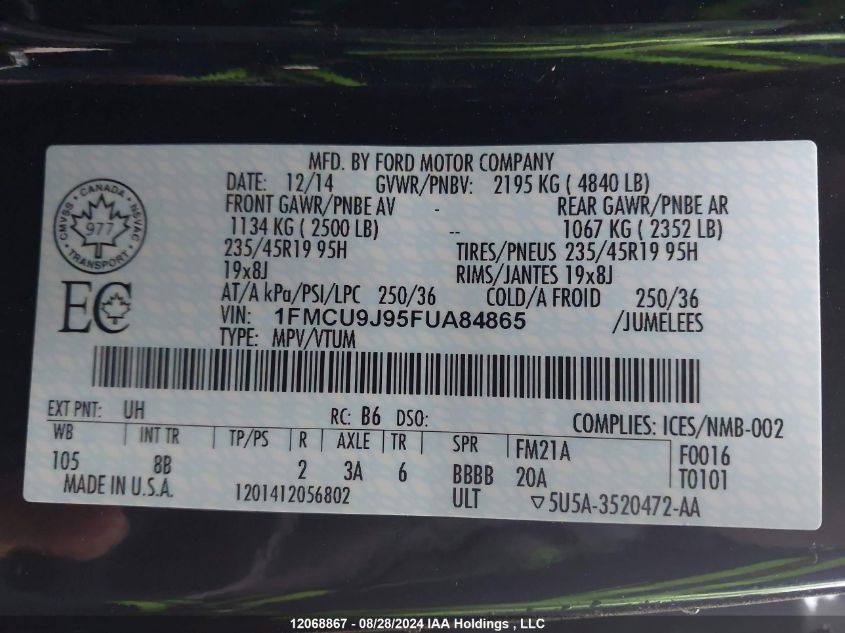 MFD. BY FORD MOTOR COMPANY
DATE: 12/14 GVWR/PNBV: 2195 KG ( 4840 LB)
FRONT GAWR/PNBE AV - REAR GAWR/PNBE AR
1134 KG ( 2500 LB) -- 1067 KG ( 2352 LB)
235/45R19 95H TIRES/PNEUS 235/45R19 95H
19x8J RIMS/JANTES 19x8J
AT/A kPa/PSI/LPC 250/36 COLD/A FROID 250/36
VIN: 1FMCU9J95FUA84865 /JUMELEES
TYPE: MPV/VTUM
CANADA
CMVSS • NSVAC
977
TRANSPORT
EC
EXT PNT: UH RC: B6 DSO: COMPLIES: ICES/NMB-002
WB INT TR TP/PS R AXLE TR SPR FM21A F0016
105 8B 2 3A 6 BBBB 20A T0101
MADE IN U.S.A. 1201412056802 ULT ▽5U5A-3520472-AA
12068867 - 08/28/2024 IAA Holdings, LLC